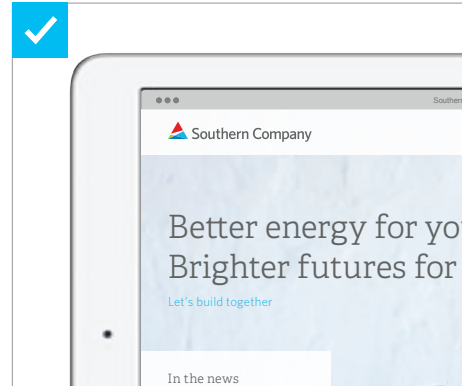 Southern
Southern Company
Better energy for yo
Brighter futures for
Let's build together
In the news